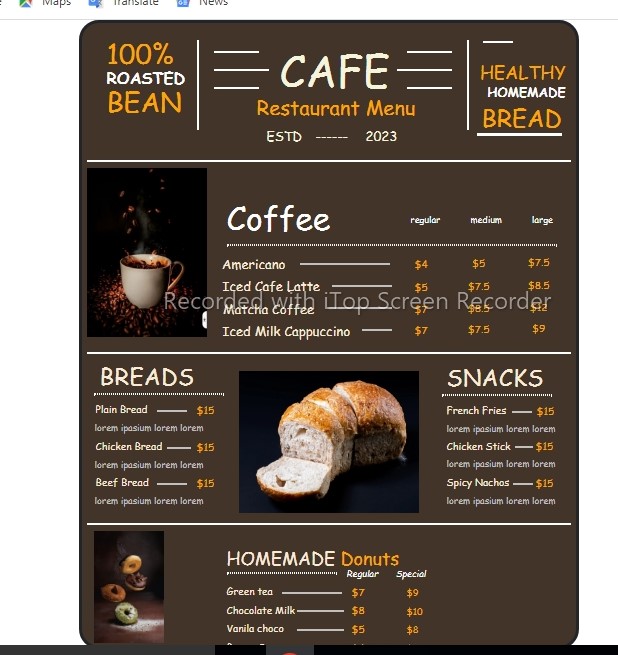 Maps Translate News
100%
ROASTED
BEAN
CAFE
Restaurant Menu
ESTD ------ 2023
HEALTHY
HOMEMADE
BREAD
Coffee regular medium large
Americano $4 $5 $7.5
Iced Cafe Latte $5 $7.5 $8.5
Recorded with iTop Screen Recorder
Matcha Coffee $7 $8.5 $12
Iced Milk Cappuccino $7 $7.5 $9
BREADS
Plain Bread $15
lorem ipasium lorem lorem
Chicken Bread $15
lorem ipasium lorem lorem
Beef Bread $15
lorem ipasium lorem lorem
SNACKS
French Fries $15
lorem ipasium lorem lorem
Chicken Stick $15
lorem ipasium lorem lorem
Spicy Nachos $15
lorem ipasium lorem lorem
HOMEMADE Donuts
Regular Special
Green tea $7 $9
Chocolate Milk $8 $10
Vanila choco $5 $8